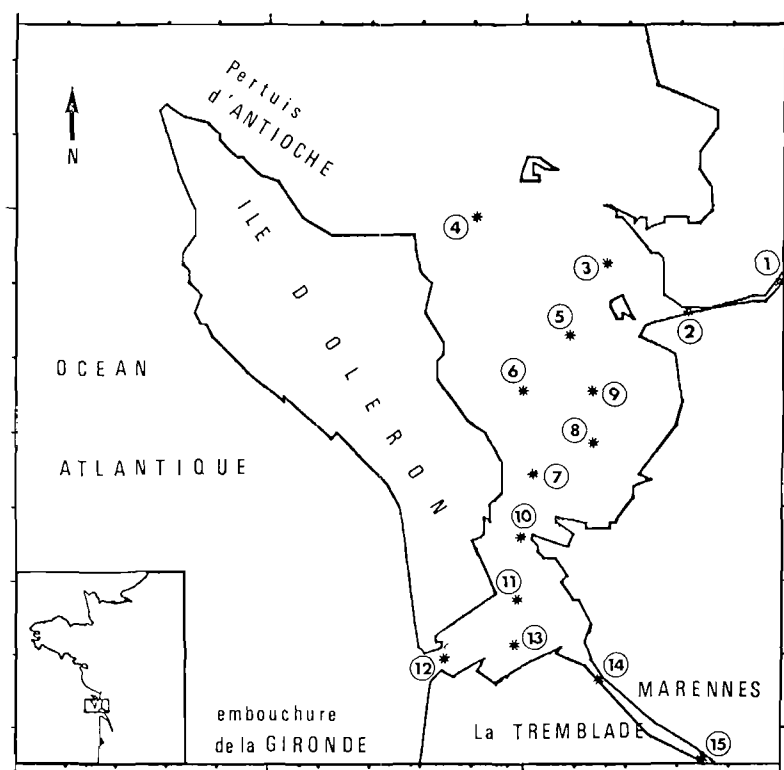 Pertuis
d'ANTIOCHE
N
ILE D'OLERON
4
3
1
5
2
6
9
8
7
10
OCEAN
ATLANTIQUE
11
13
12
14
MARENNES
embouchure
de la GIRONDE
La TREMBLADE
15